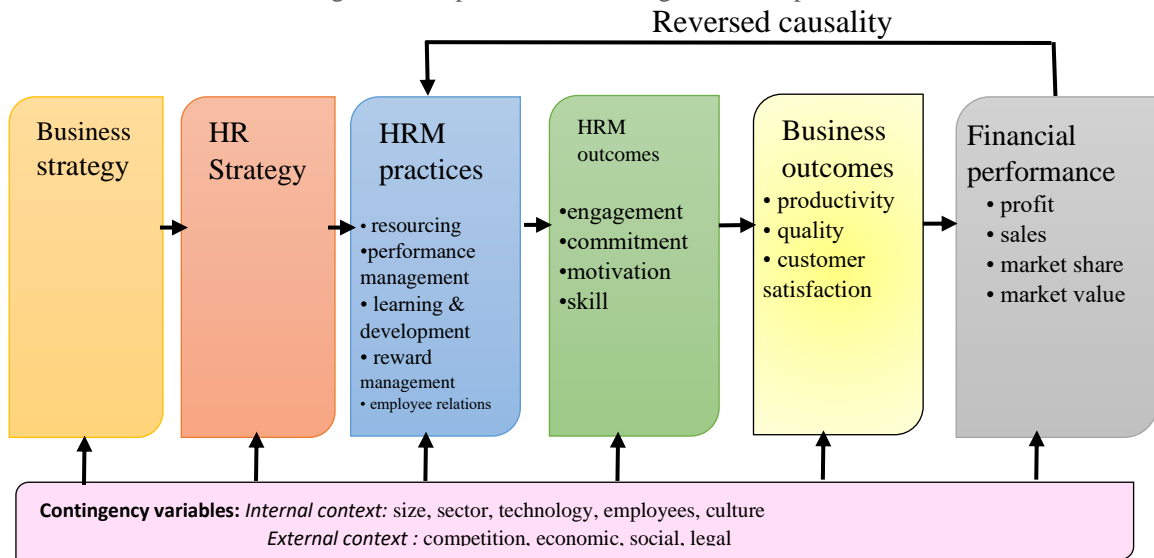 Reversed causality
Business
strategy
HR
Strategy
HRM
practices
• resourcing
•performance
management
• learning &
development
• reward
management
• employee relations
HRM
outcomes
•engagement
•commitment
•motivation
•skill
Business
outcomes
• productivity
• quality
• customer
satisfaction
Financial
performance
• profit
• sales
• market share
• market value
Contingency variables: Internal context: size, sector, technology, employees, culture
External context : competition, economic, social, legal